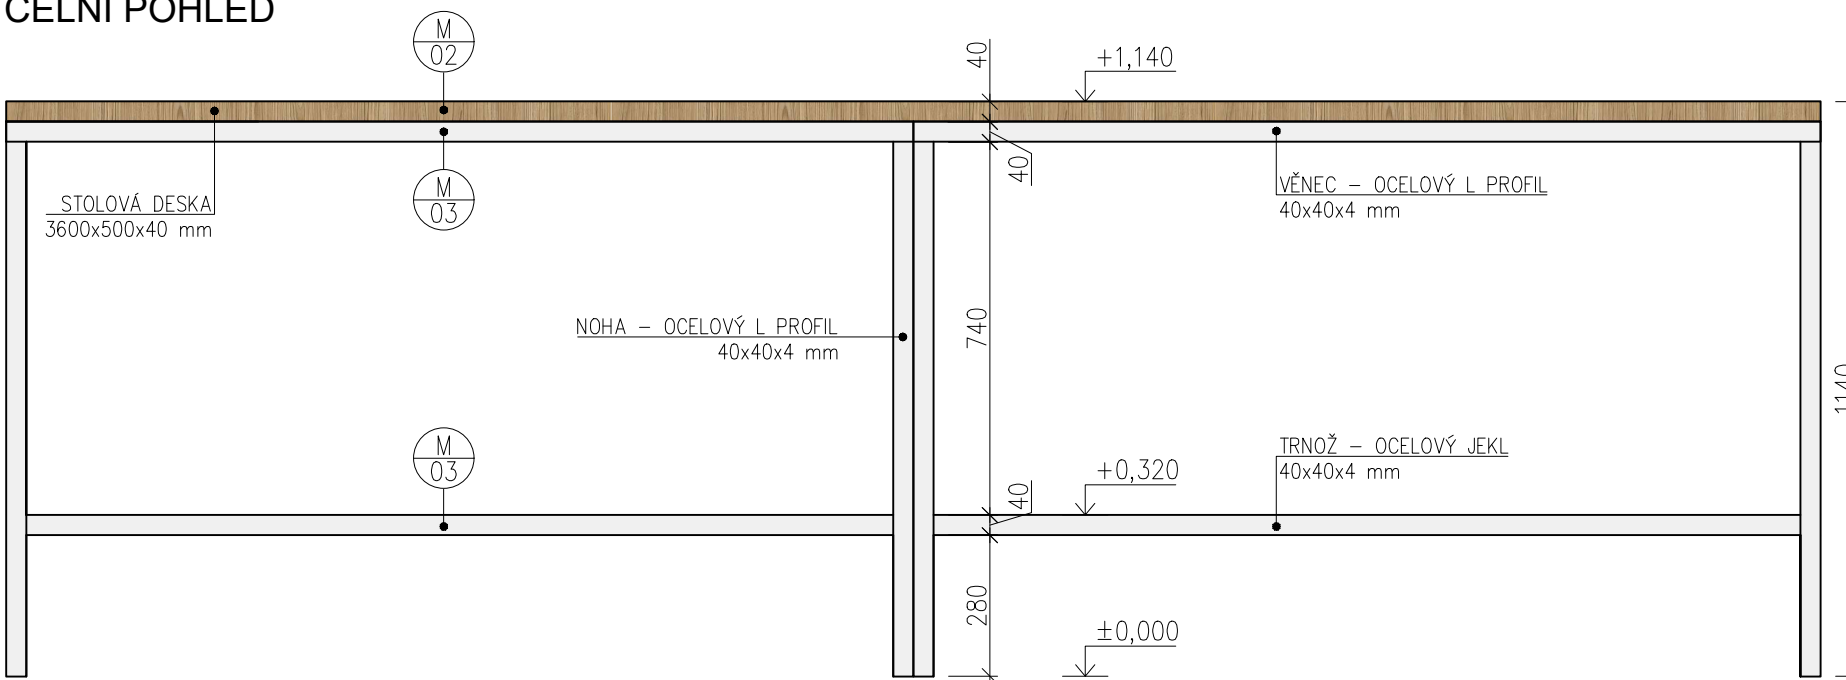 ČELNÍ POHLED
M
02
40
+1,140
40
STOLOVÁ DESKA
3600x500x40 mm
M
03
VĚNEC – OCELOVÝ L PROFIL
40x40x4 mm
NOHA – OCELOVÝ L PROFIL
40x40x4 mm
740
1140
M
03
TRNOŽ – OCELOVÝ JEKL
40x40x4 mm
+0,320
40
280
±0,000